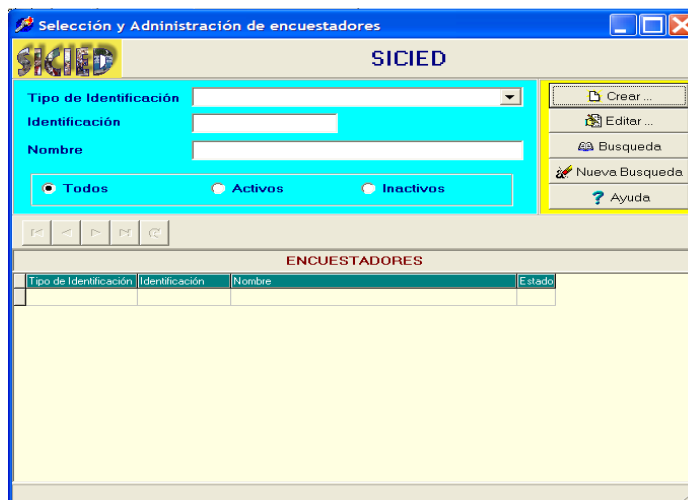 Selección y Administración de encuestadores
SICIED
SICIED
Tipo de Identificación
Identificación
Nombre
Todos
Activos
Inactivos
Crear ...
Editar ...
Busqueda
Nueva Busqueda
Ayuda
ENCUESTADORES
Tipo de Identificación Identificación Nombre Estado